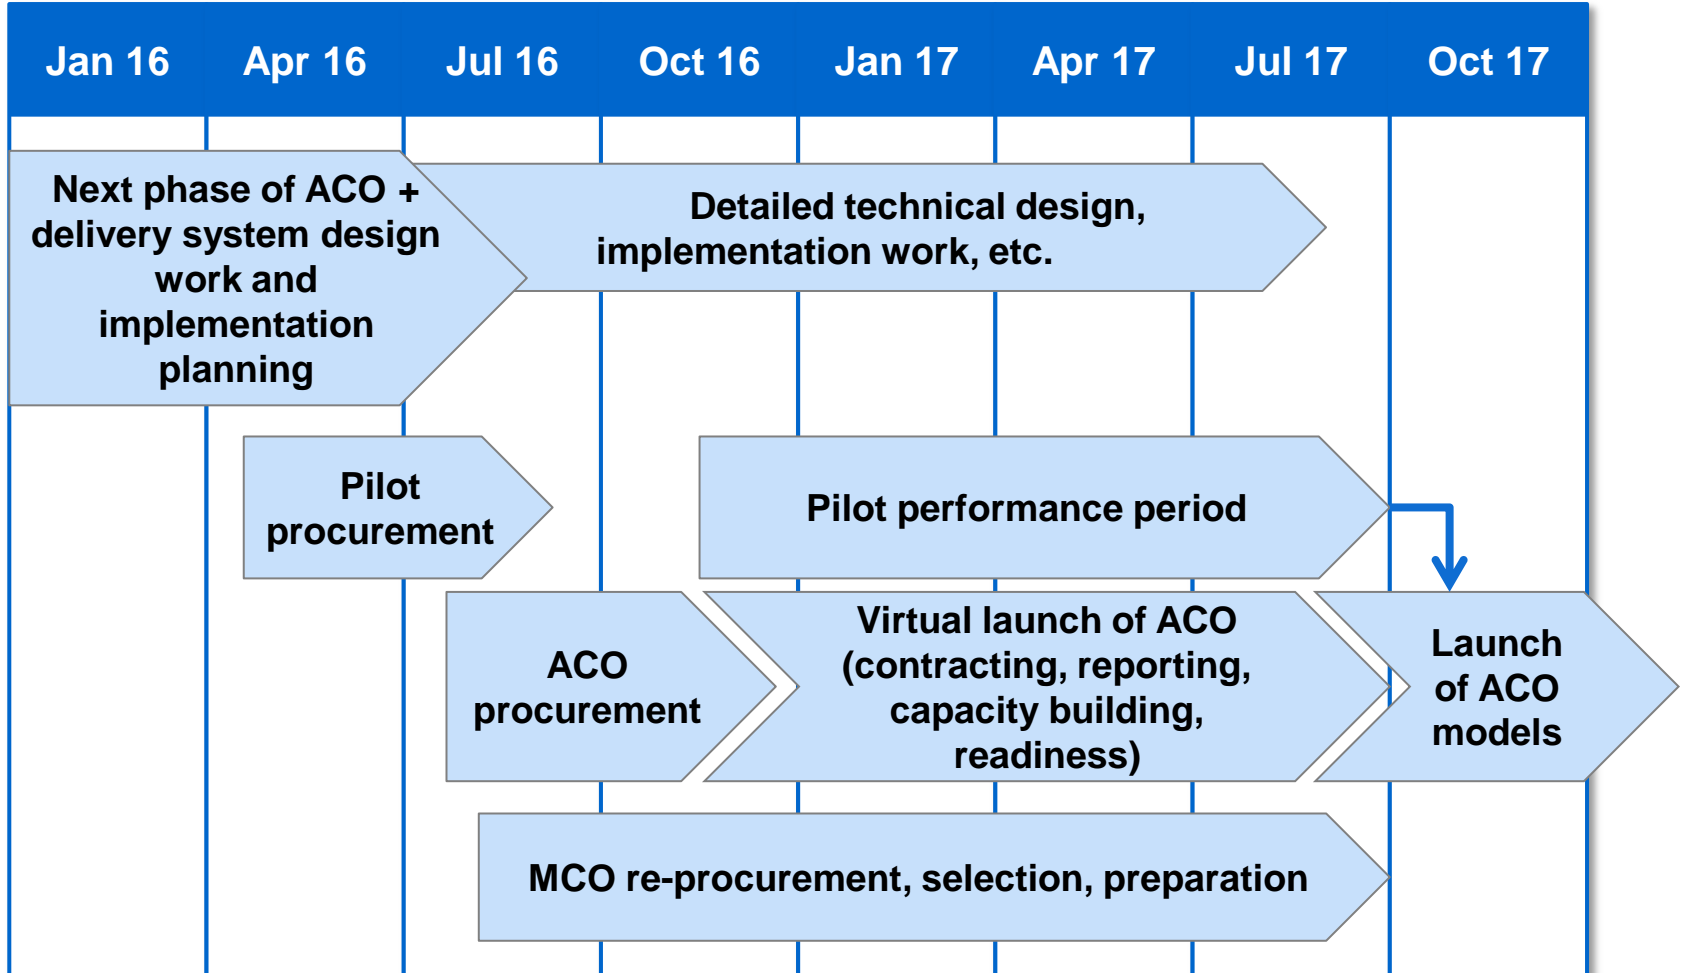 Jan 16 Apr 16 Jul 16 Oct 16 Jan 17 Apr 17 Jul 17 Oct 17
Next phase of ACO +
delivery system design
work and
implementation
planning
Detailed technical design,
implementation work, etc.
Pilot
procurement
Pilot performance period
ACO
procurement
Virtual launch of ACO
(contracting, reporting,
capacity building,
readiness)
Launch
of ACO
models
MCO re-procurement, selection, preparation